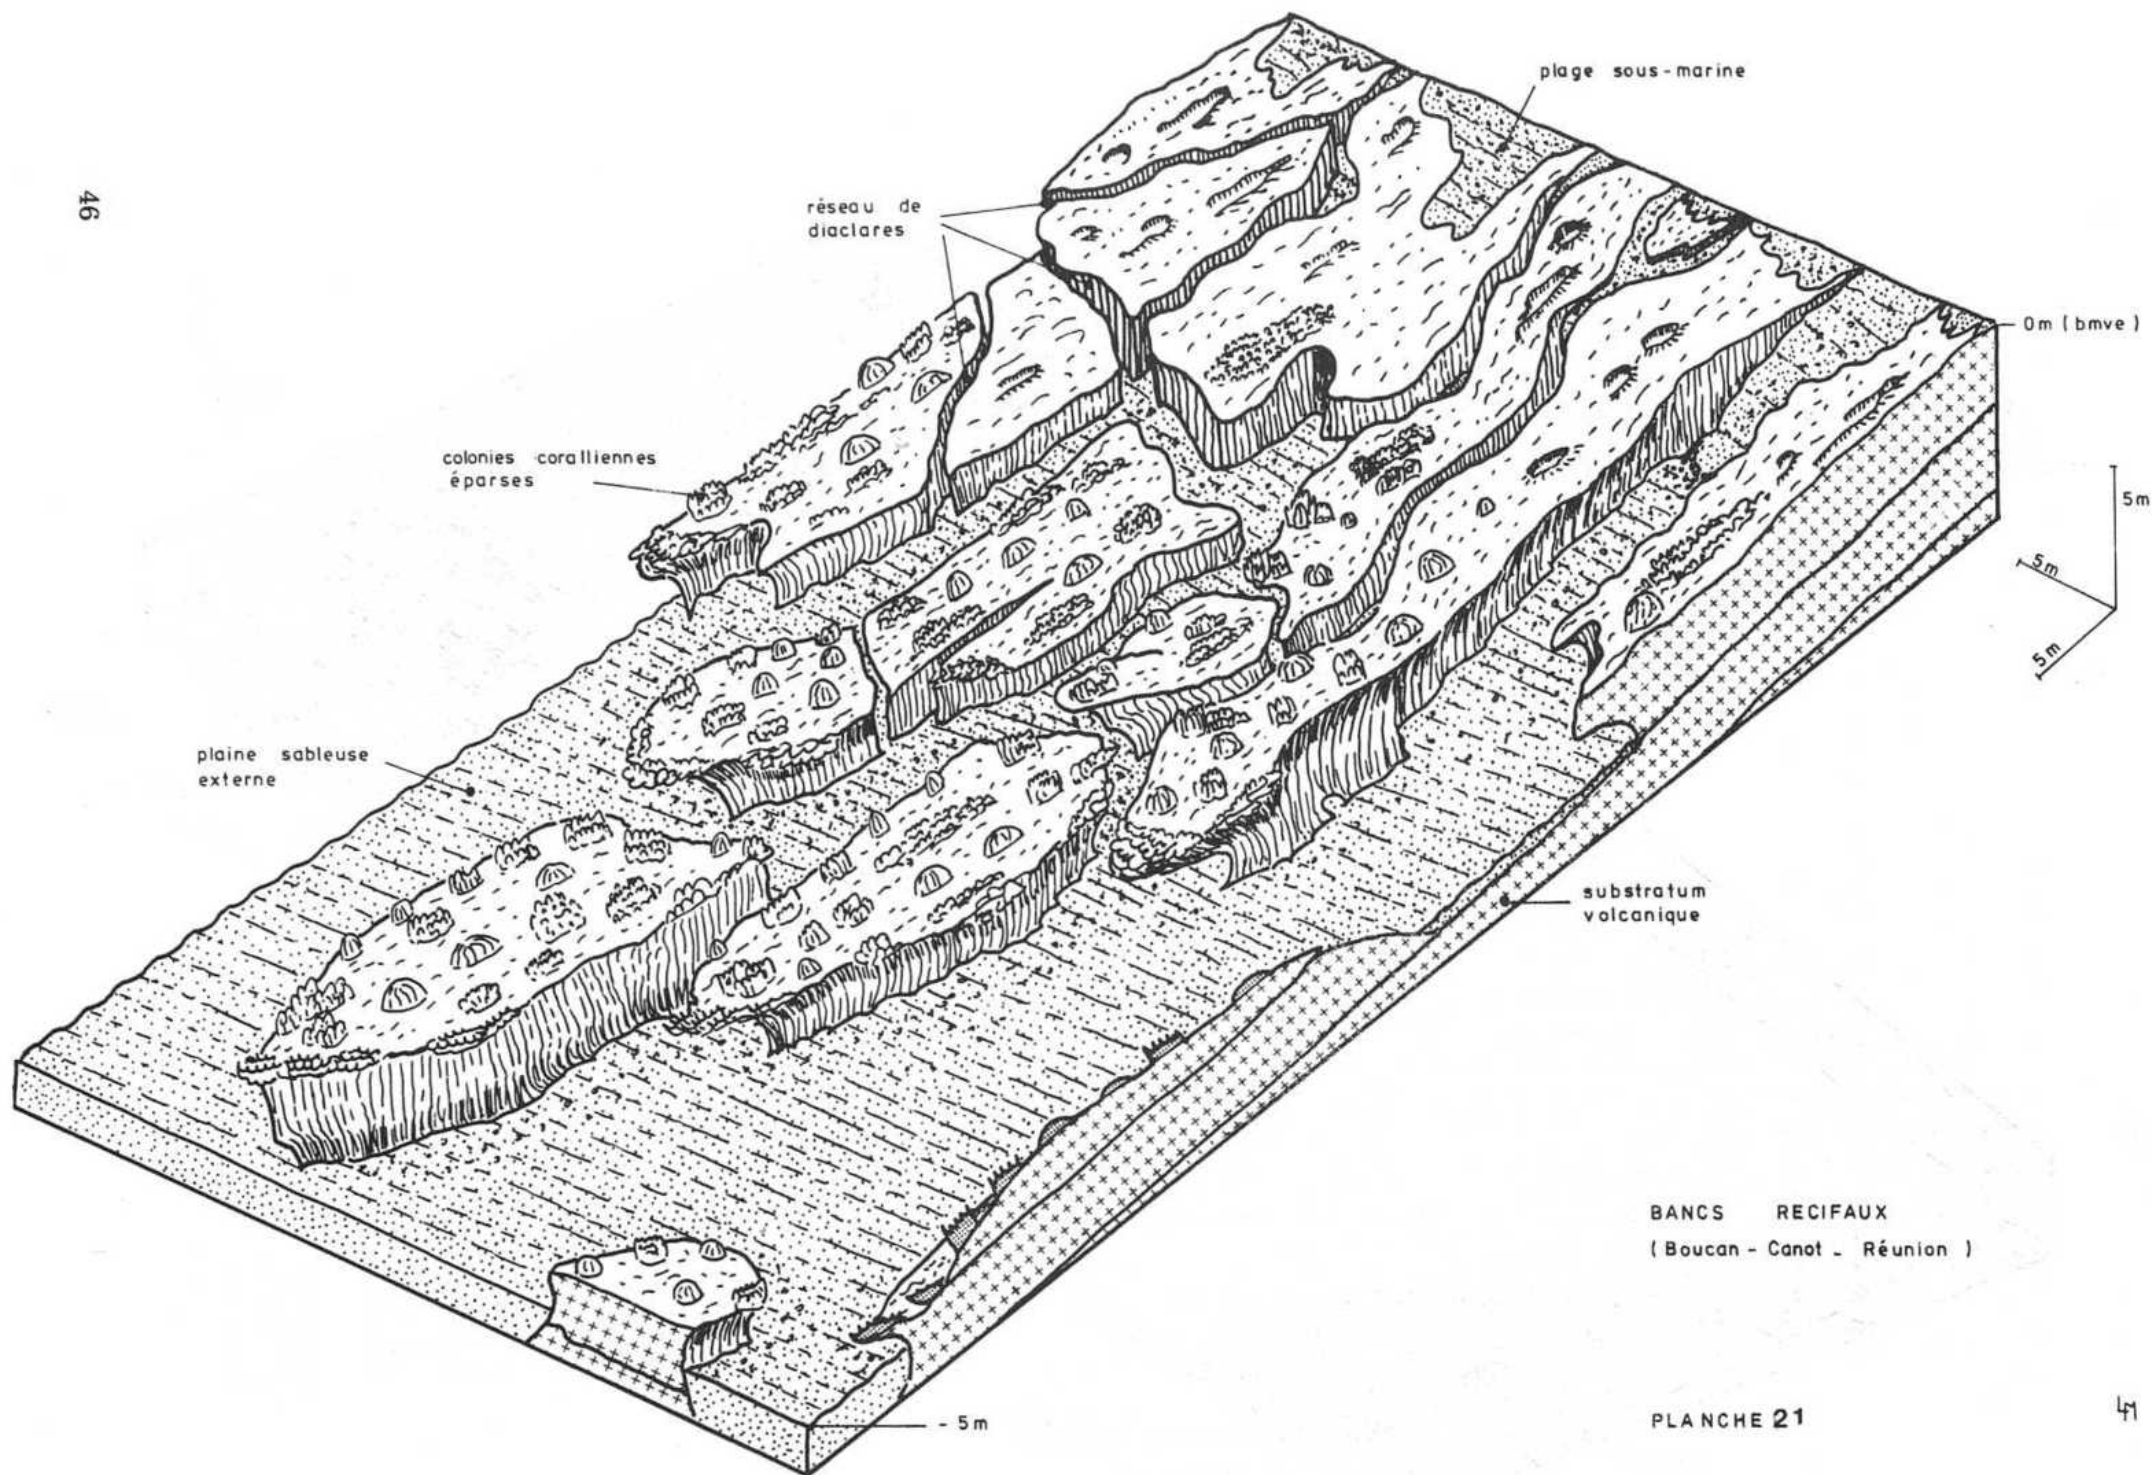 46
plage sous-marine
réseau de
diaclares
0m (bmve)
colonies coralliennes
éparses
5m
5m
5m
plaine sableuse
externe
substratum
volcanique
BANCS RECIFAUX
(Boucan - Canot - Réunion)
- 5m
PLANCHE 21